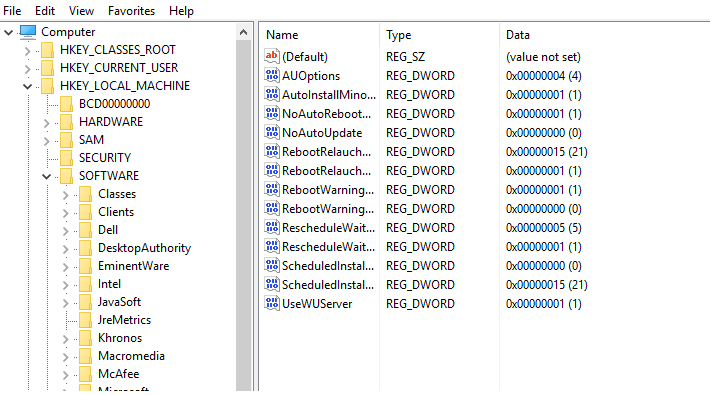 File Edit View Favorites Help
Computer
HKEY_CLASSES_ROOT
HKEY_CURRENT_USER
HKEY_LOCAL_MACHINE
BCD00000000
HARDWARE
SAM
SECURITY
SOFTWARE
Classes
Clients
Dell
DesktopAuthority
EminentWare
Intel
JavaSoft
JreMetrics
Khronos
Macromedia
McAfee
Microsoft
Name Type Data
ab (Default) REG_SZ (value not set)
AUOptions REG_DWORD 0x00000004 (4)
AutoInstallMino... REG_DWORD 0x00000001 (1)
NoAutoReboot... REG_DWORD 0x00000001 (1)
NoAutoUpdate REG_DWORD 0x00000000 (0)
RebootRelauch... REG_DWORD 0x00000015 (21)
RebootRelauch... REG_DWORD 0x00000001 (1)
RebootWarning... REG_DWORD 0x00000001 (1)
RebootWarning... REG_DWORD 0x00000000 (0)
RescheduleWait... REG_DWORD 0x00000005 (5)
RescheduleWait... REG_DWORD 0x00000001 (1)
ScheduledInstal... REG_DWORD 0x00000000 (0)
ScheduledInstal... REG_DWORD 0x00000015 (21)
UseWUServer REG_DWORD 0x00000001 (1)